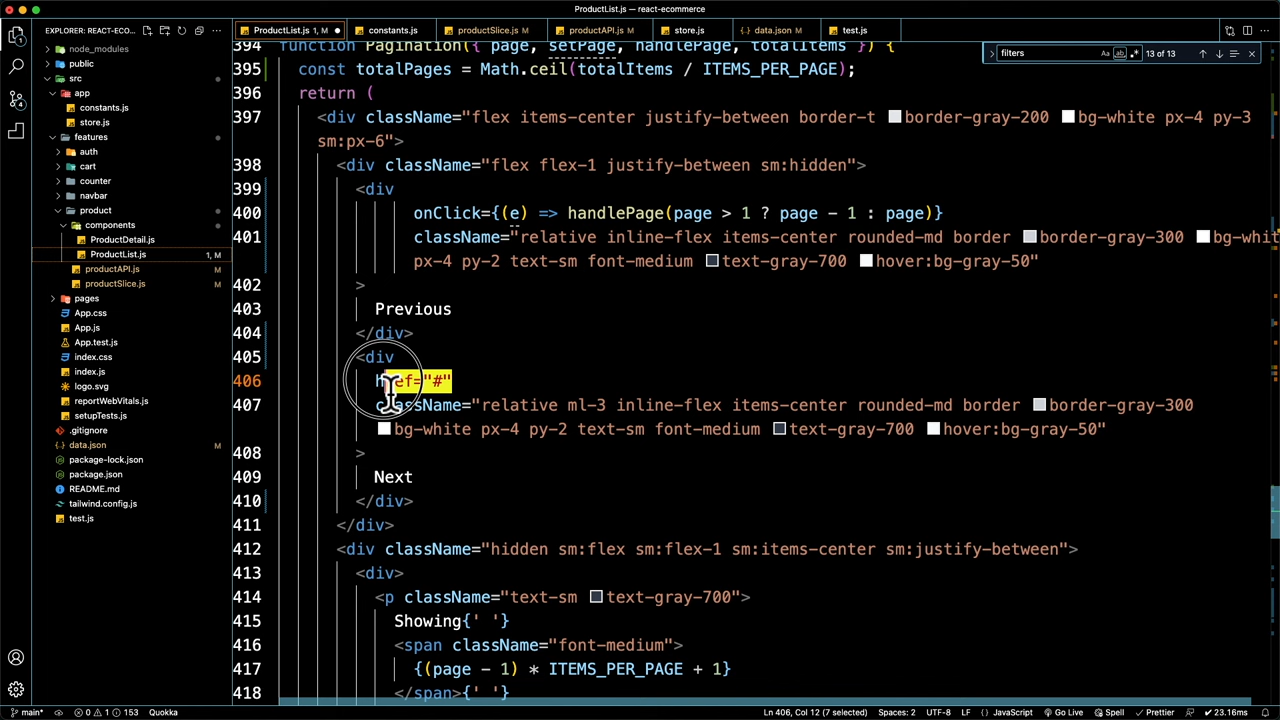 ProductList.js — react-ecommerce
EXPLORER: REACT-ECO...
ProductList.js 1, M
constants.js
productSlice.js M
productAPI.js M
store.js
data.json M
test.js
filters
Aa
ab
13 of 13
node_modules
public
src
app
constants.js
store.js
features
auth
cart
counter
navbar
product
components
ProductDetail.js
ProductList.js 1, M
productAPI.js M
productSlice.js M
pages
App.css
App.js
App.test.js
index.css
index.js
logo.svg
reportWebVitals.js
setupTests.js
.gitignore
data.json M
package-lock.json
package.json
README.md
tailwind.config.js
test.js
394 function Pagination({ page, setPage, handlePage, totalItems }) {
395 const totalPages = Math.ceil(totalItems / ITEMS_PER_PAGE);
396 return (
397 <div className="flex items-center justify-between border-t border-gray-200 bg-white px-4 py-3
sm:px-6">
398 <div className="flex flex-1 justify-between sm:hidden">
399 <div
400 onClick={(e) => handlePage(page > 1 ? page - 1 : page)}
401 className="relative inline-flex items-center rounded-md border border-gray-300 bg-whit
px-4 py-2 text-sm font-medium text-gray-700 hover:bg-gray-50"
402 >
403 Previous
404 </div>
405 <div
406 href="#"
407 className="relative ml-3 inline-flex items-center rounded-md border border-gray-300
bg-white px-4 py-2 text-sm font-medium text-gray-700 hover:bg-gray-50"
408 >
409 Next
410 </div>
411 </div>
412 <div className="hidden sm:flex sm:flex-1 sm:items-center sm:justify-between">
413 <div>
414 <p className="text-sm text-gray-700">
415 Showing{' '}
416 <span className="font-medium">
417 {(page - 1) * ITEMS_PER_PAGE + 1}
418 </span>{' '}
main* 0 1 153 Quokka
Ln 406, Col 12 (7 selected) Spaces: 2 UTF-8 LF JavaScript Go Live Spell Prettier 23.16ms